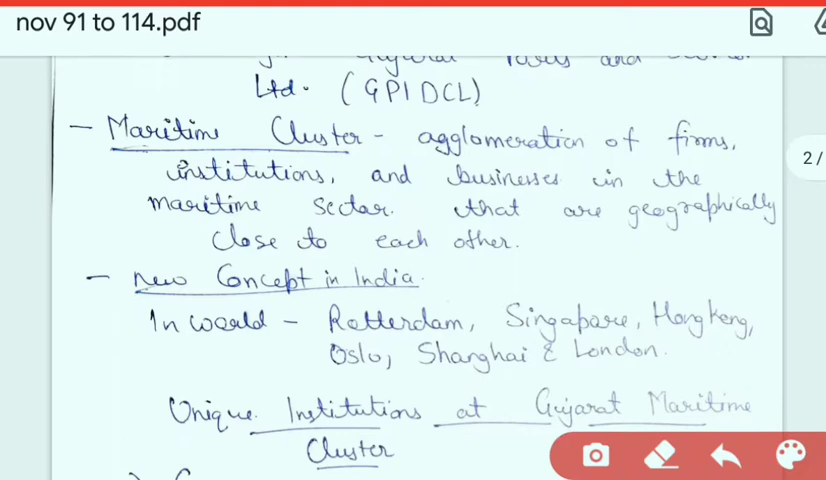 nov 91 to 114.pdf
and
Ltd. (GPIDCL)
2/
- Maritime Cluster - agglomeration of firms,
institutions, and businesses in the
maritime sector. that are geographically
close to each other.
- New Concept in India.
In world - Rotterdam, Singapore, Hongkong,
Oslo, Shanghai & London.
Unique Institutions at Gujarat Maritime
Cluster